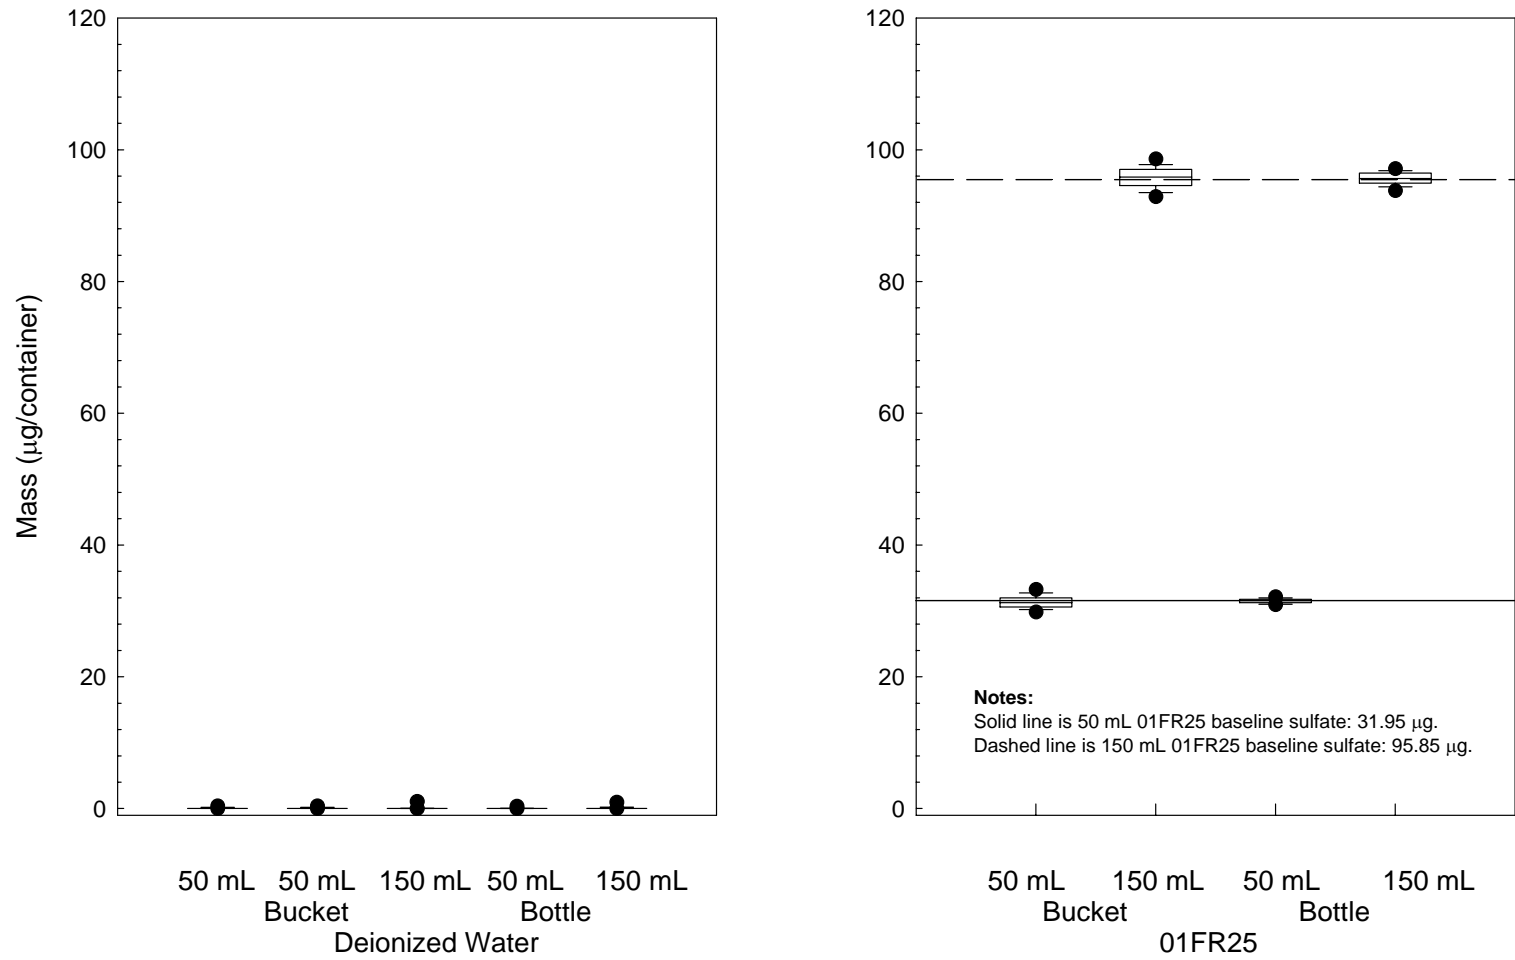 Mass (μg/container)
120
100
80
60
40
20
0
50 mL 50 mL 150 mL 50 mL 150 mL
Bucket Bottle
Deionized Water
120
100
80
60
40
20
0
Notes:
Solid line is 50 mL 01FR25 baseline sulfate: 31.95 μg.
Dashed line is 150 mL 01FR25 baseline sulfate: 95.85 μg.
50 mL 150 mL 50 mL 150 mL
Bucket Bottle
01FR25